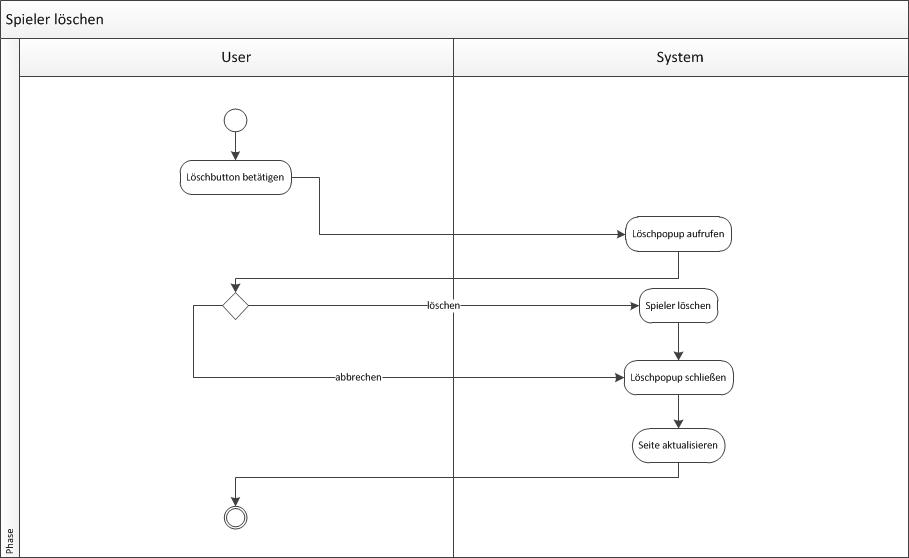 Spieler löschen
User
System
Löschbutton betätigen
Löschpopup aufrufen
löschen
Spieler löschen
abbrechen
Löschpopup schließen
Seite aktualisieren
Phase